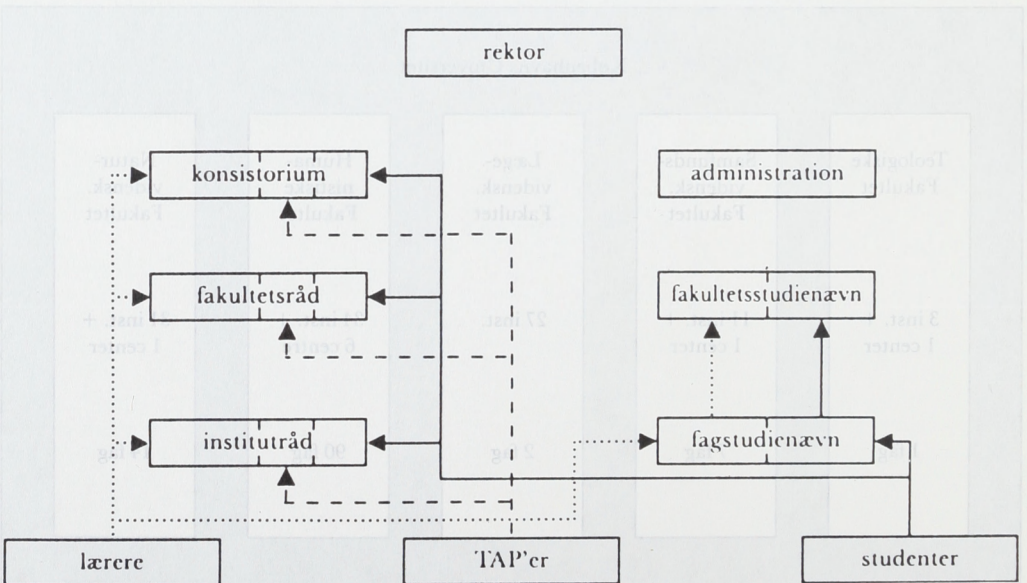 rektor
konsistorium
administration
fakultetsråd
fakultetsstudienævn
institutråd
fagstudienævn
lærere
TAP'er
studenter